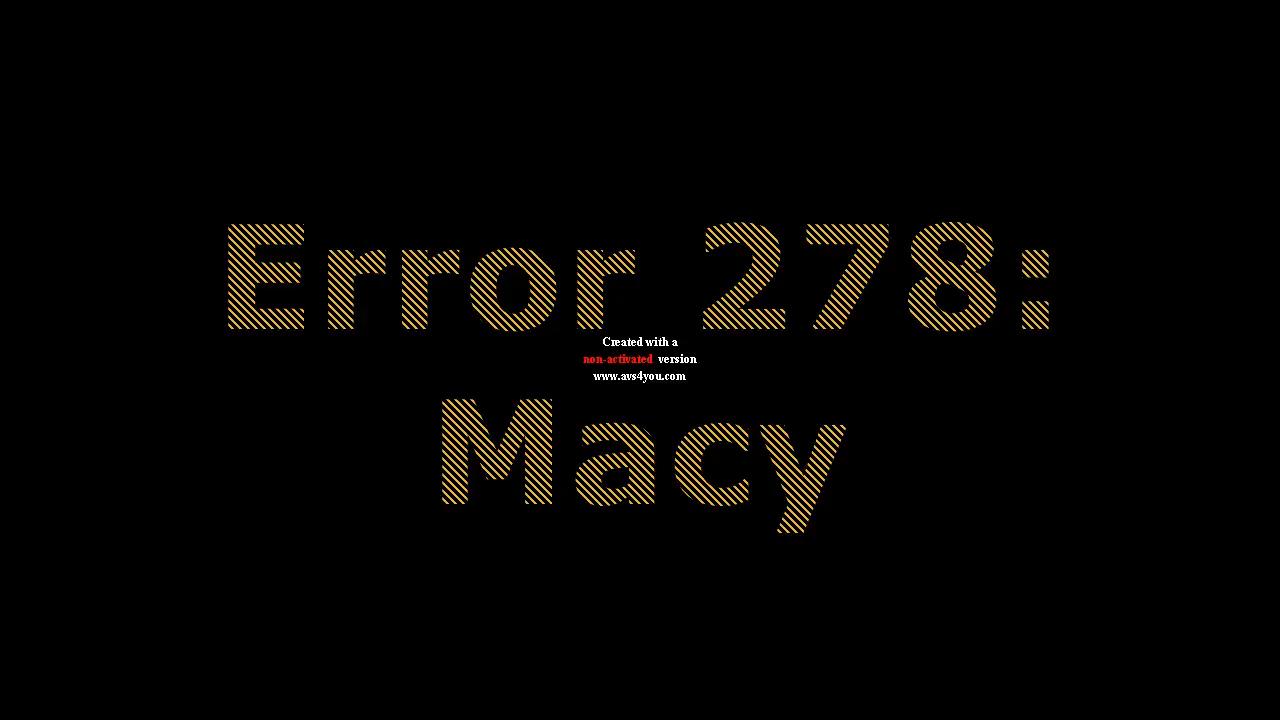 Error 278:
Created with a
non-activated version
www.avs4you.com
Macy